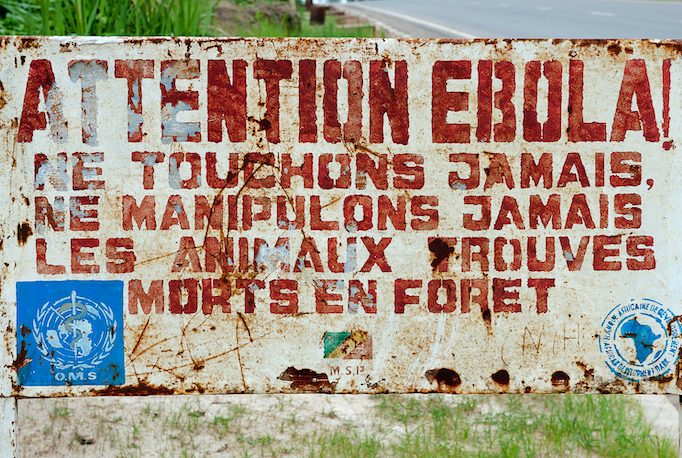 ATTENTION EBOLA!
NE TOUCHONS JAMAIS,
NE MANIPULONS JAMAIS
LES ANIMAUX TROUVES
MORTS EN FORET
O.M.S
M.S.P